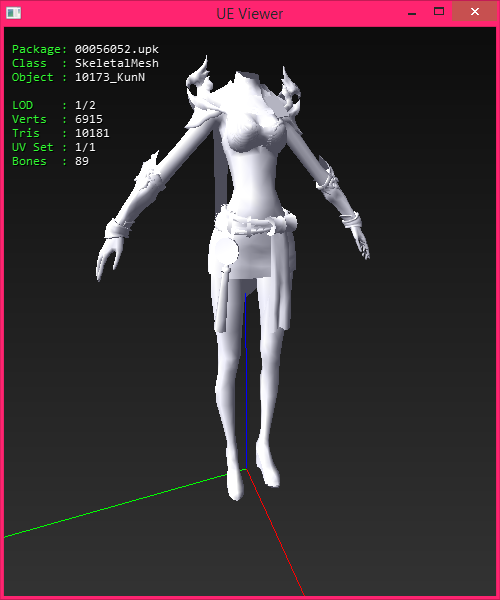 UE Viewer
Package: 00056052.upk
Class  : SkeletalMesh
Object : 10173_KunN
LOD    : 1/2
Verts  : 6915
Tris   : 10181
UV Set : 1/1
Bones  : 89